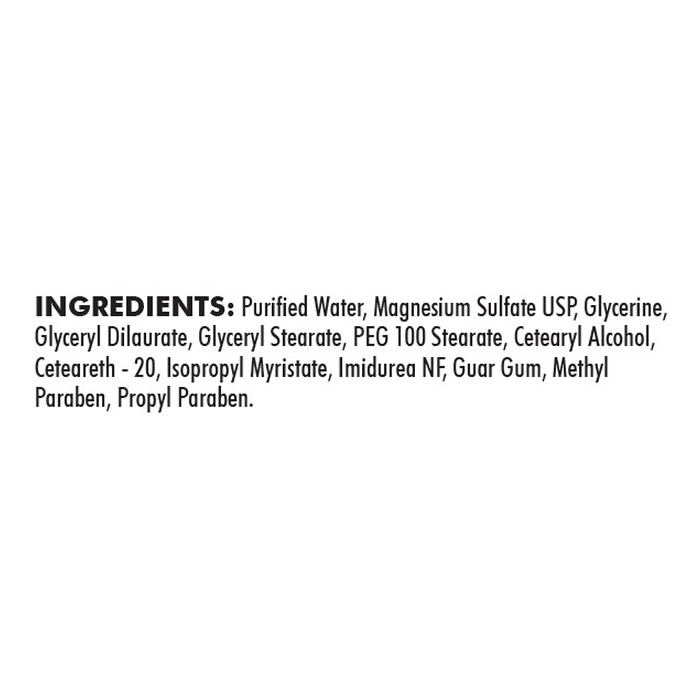 INGREDIENTS: Purified Water, Magnesium Sulfate USP, Glycerine,
Glyceryl Dilaurate, Glyceryl Stearate, PEG 100 Stearate, Cetearyl Alcohol,
Ceteareth - 20, Isopropyl Myristate, Imidurea NF, Guar Gum, Methyl
Paraben, Propyl Paraben.